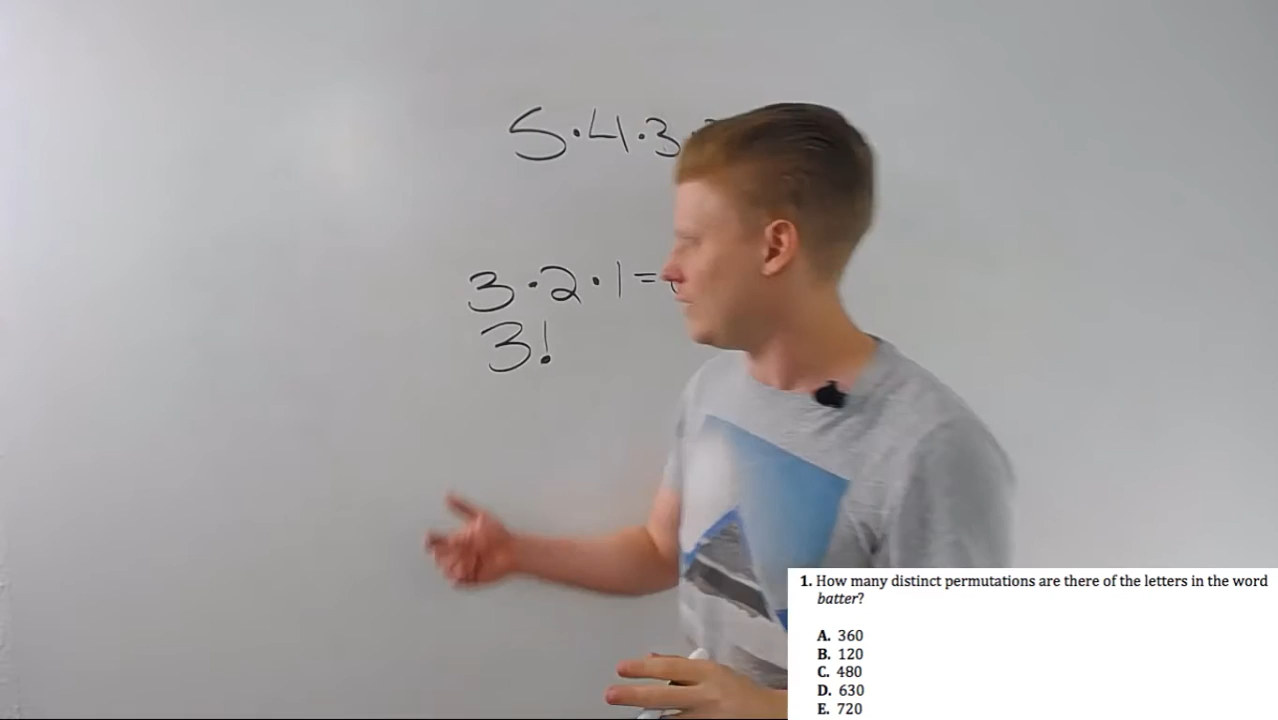 5·4·3
3·2·1=
3!
1. How many distinct permutations are there of the letters in the word
batter?
A. 360
B. 120
C. 480
D. 630
E. 720